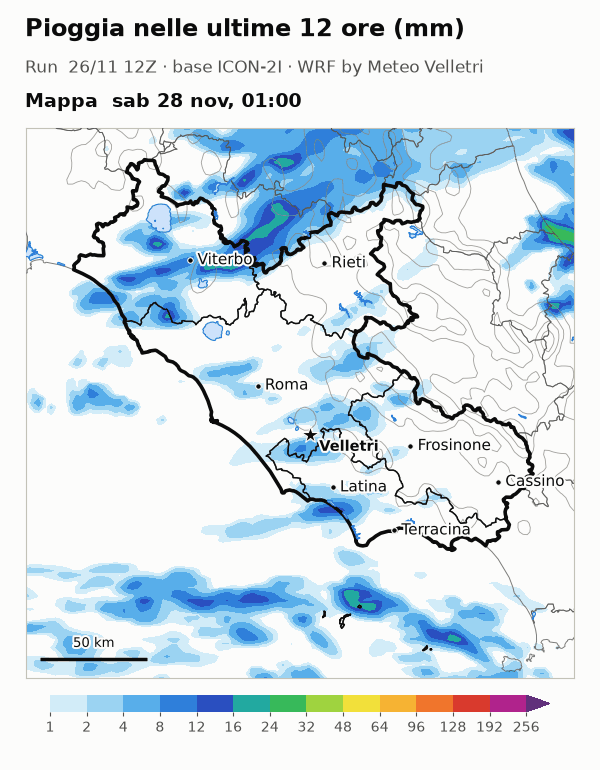 Pioggia nelle ultime 12 ore (mm)
Run 26/11 12Z · base ICON-2I · WRF by Meteo Velletri
Mappa sab 28 nov, 01:00
Viterbo
Rieti
Roma
Velletri
Frosinone
Latina
Cassino
Terracina
50 km
1 2 4 8 12 16 24 32 48 64 96 128 192 256